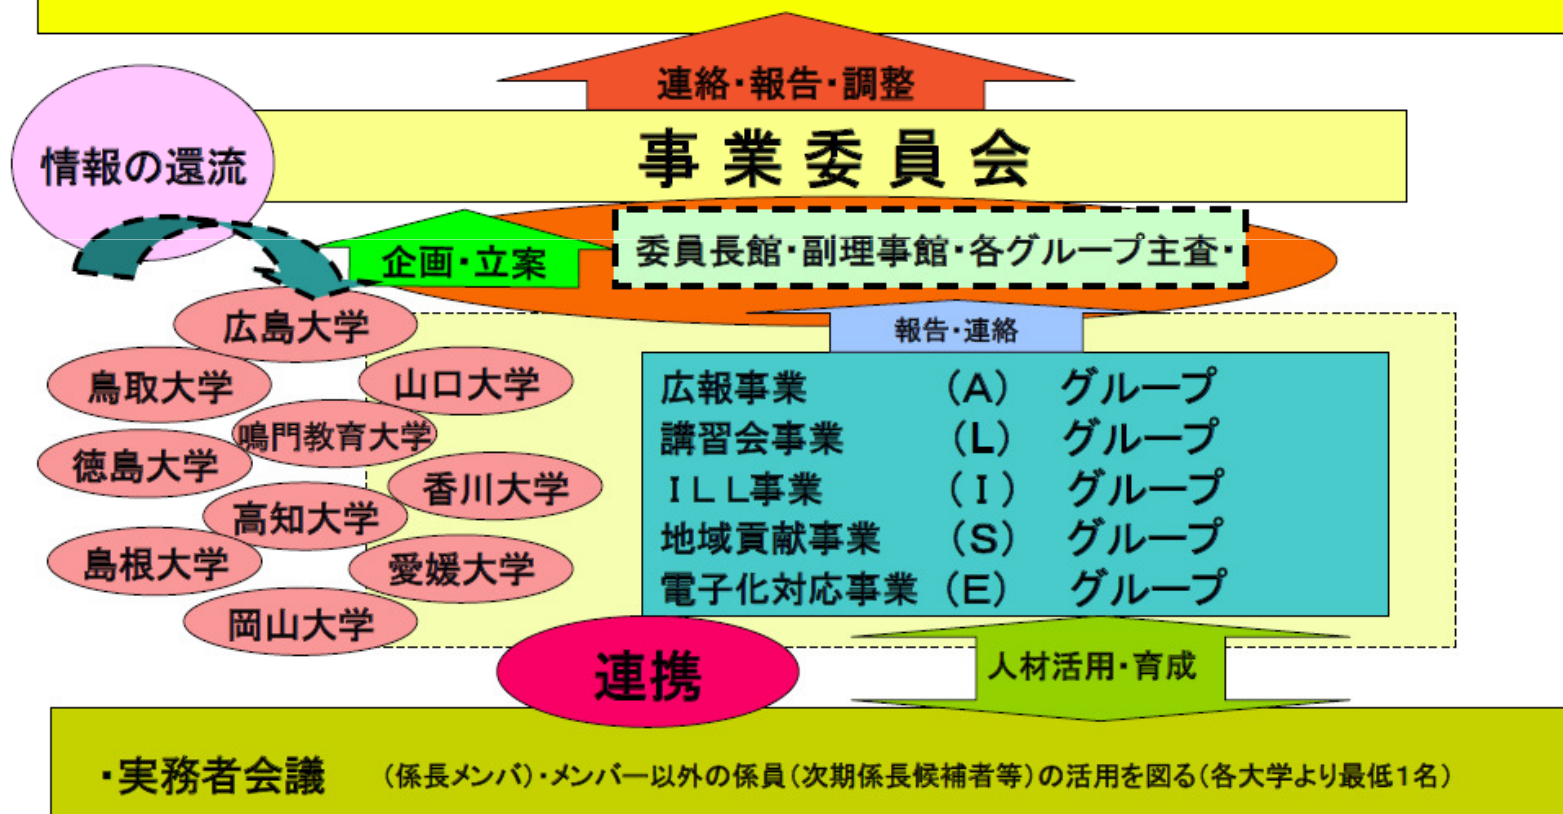 連絡・報告・調整
事業委員会
情報の還流
企画・立案
委員長館・副理事館・各グループ主査・
報告・連絡
広島大学
鳥取大学
山口大学
鳴門教育大学
徳島大学
香川大学
高知大学
島根大学
愛媛大学
岡山大学
広報事業 (A) グループ
講習会事業 (L) グループ
ILL事業 (I) グループ
地域貢献事業 (S) グループ
電子化対応事業 (E) グループ
連携
人材活用・育成
・実務者会議 (係長メンバ)・メンバー以外の係員(次期係長候補者等)の活用を図る(各大学より最低1名)